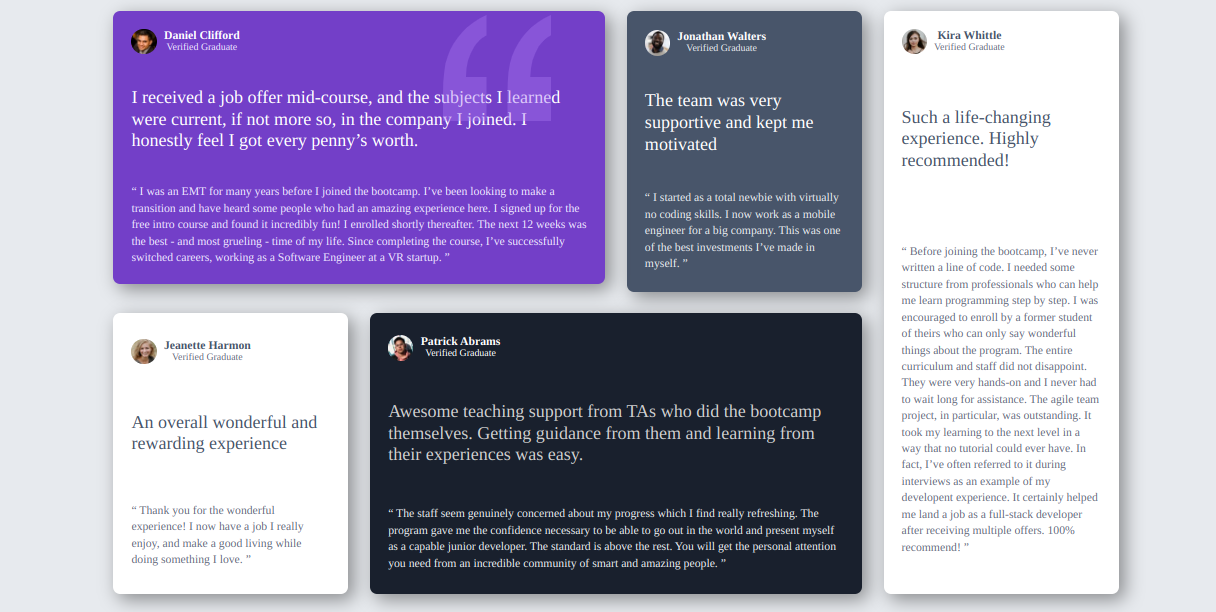 Daniel Clifford
Verified Graduate
I received a job offer mid-course, and the subjects I learned
were current, if not more so, in the company I joined. I
honestly feel I got every penny’s worth.
“ I was an EMT for many years before I joined the bootcamp. I’ve been looking to make a
transition and have heard some people who had an amazing experience here. I signed up for the
free intro course and found it incredibly fun! I enrolled shortly thereafter. The next 12 weeks was
the best - and most grueling - time of my life. Since completing the course, I’ve successfully
switched careers, working as a Software Engineer at a VR startup. ”
Jonathan Walters
Verified Graduate
The team was very
supportive and kept me
motivated
“ I started as a total newbie with virtually
no coding skills. I now work as a mobile
engineer for a big company. This was one
of the best investments I’ve made in
myself. ”
Kira Whittle
Verified Graduate
Such a life-changing
experience. Highly
recommended!
“ Before joining the bootcamp, I’ve never
written a line of code. I needed some
structure from professionals who can help
me learn programming step by step. I was
encouraged to enroll by a former student
of theirs who can only say wonderful
things about the program. The entire
curriculum and staff did not disappoint.
They were very hands-on and I never had
to wait long for assistance. The agile team
project, in particular, was outstanding. It
took my learning to the next level in a
way that no tutorial could ever have. In
fact, I’ve often referred to it during
interviews as an example of my
developent experience. It certainly helped
me land a job as a full-stack developer
after receiving multiple offers. 100%
recommend! ”
Jeanette Harmon
Verified Graduate
An overall wonderful and
rewarding experience
“ Thank you for the wonderful
experience! I now have a job I really
enjoy, and make a good living while
doing something I love. ”
Patrick Abrams
Verified Graduate
Awesome teaching support from TAs who did the bootcamp
themselves. Getting guidance from them and learning from
their experiences was easy.
“ The staff seem genuinely concerned about my progress which I find really refreshing. The
program gave me the confidence necessary to be able to go out in the world and present myself
as a capable junior developer. The standard is above the rest. You will get the personal attention
you need from an incredible community of smart and amazing people. ”